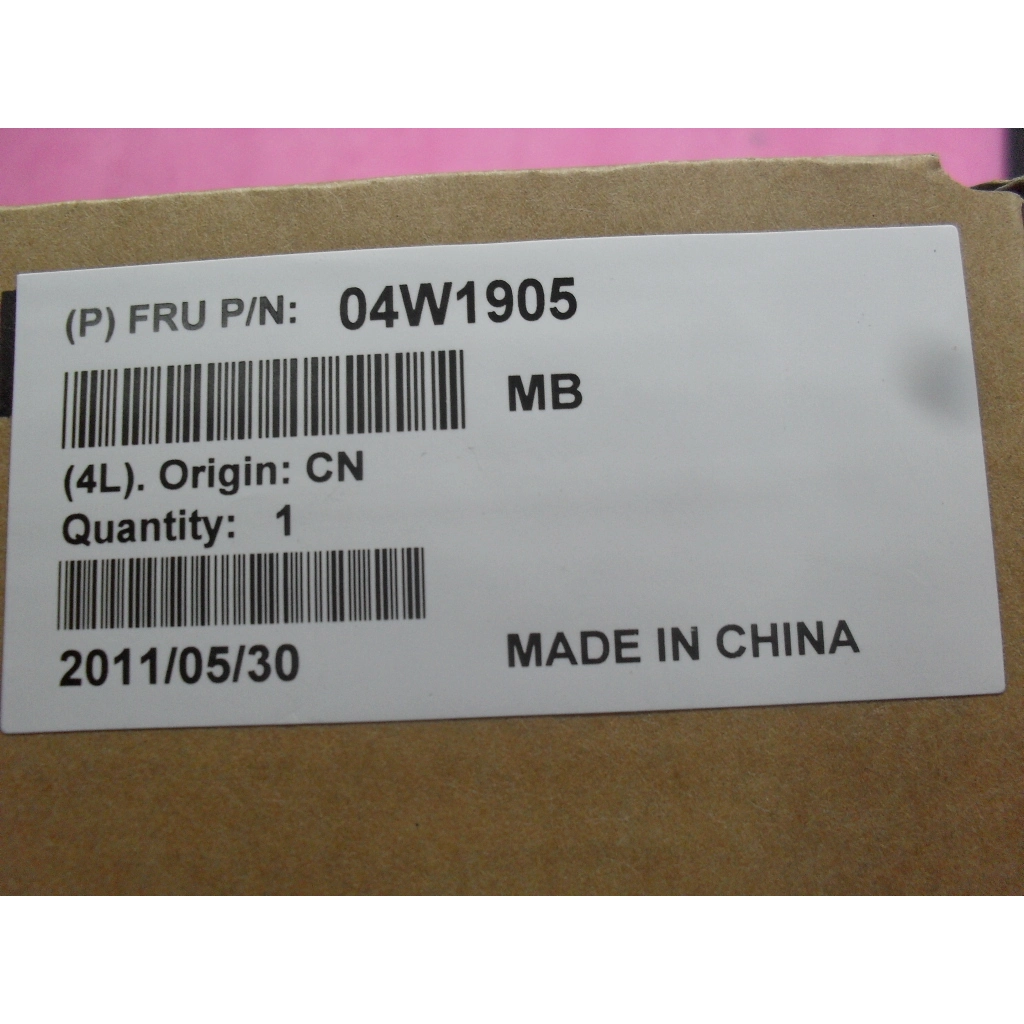 (P) FRU P/N: 04W1905
MB
(4L). Origin: CN
Quantity: 1
2011/05/30
MADE IN CHINA